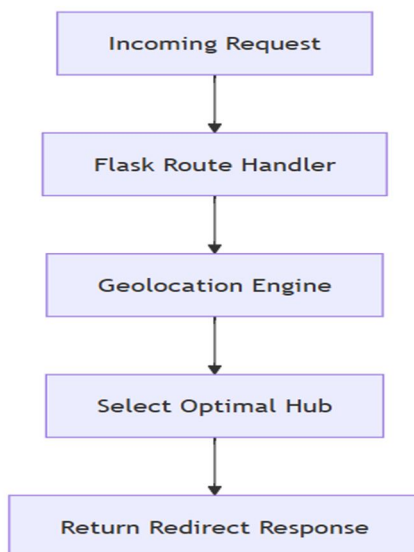 Incoming Request
Flask Route Handler
Geolocation Engine
Select Optimal Hub
Return Redirect Response